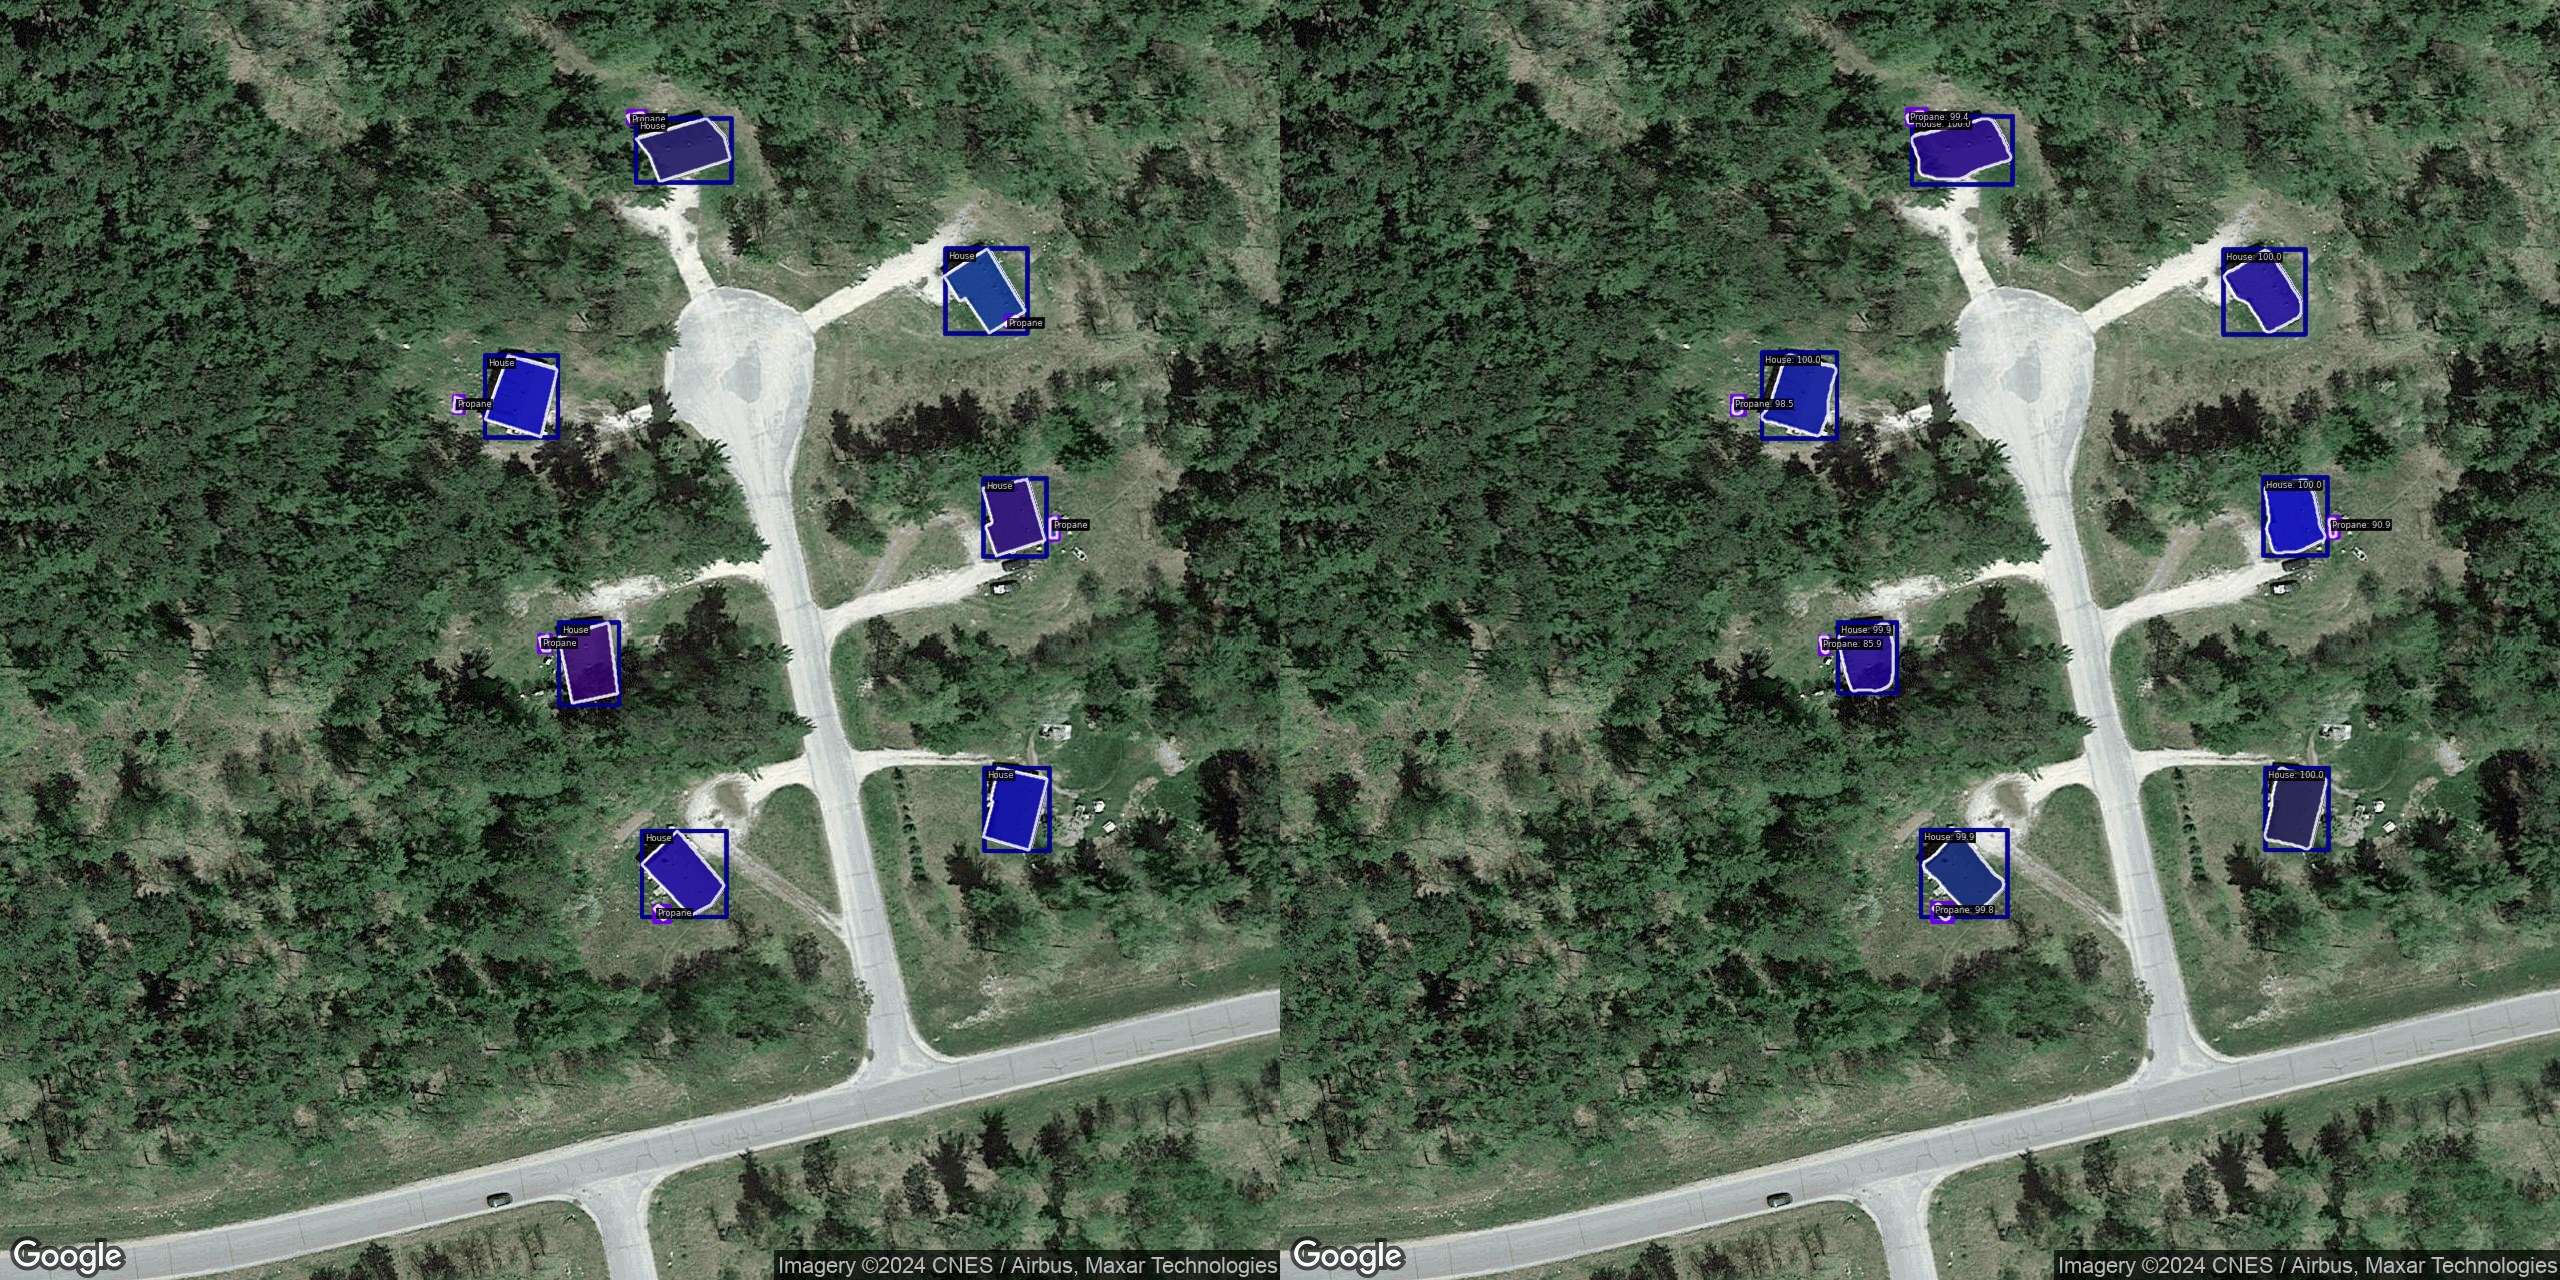 Propane
House
House
Propane
House
Propane
House
Propane
House
Propane
House
House
Propane
Google
Imagery ©2024 CNES / Airbus, Maxar Technologies
Propane: 99.4
House: 100.0
House: 100.0
House: 100.0
Propane: 98.5
House: 100.0
Propane: 90.9
House: 99.9
Propane: 85.9
House: 100.0
House: 99.9
Propane: 99.8
Google
Imagery ©2024 CNES / Airbus, Maxar Technologies